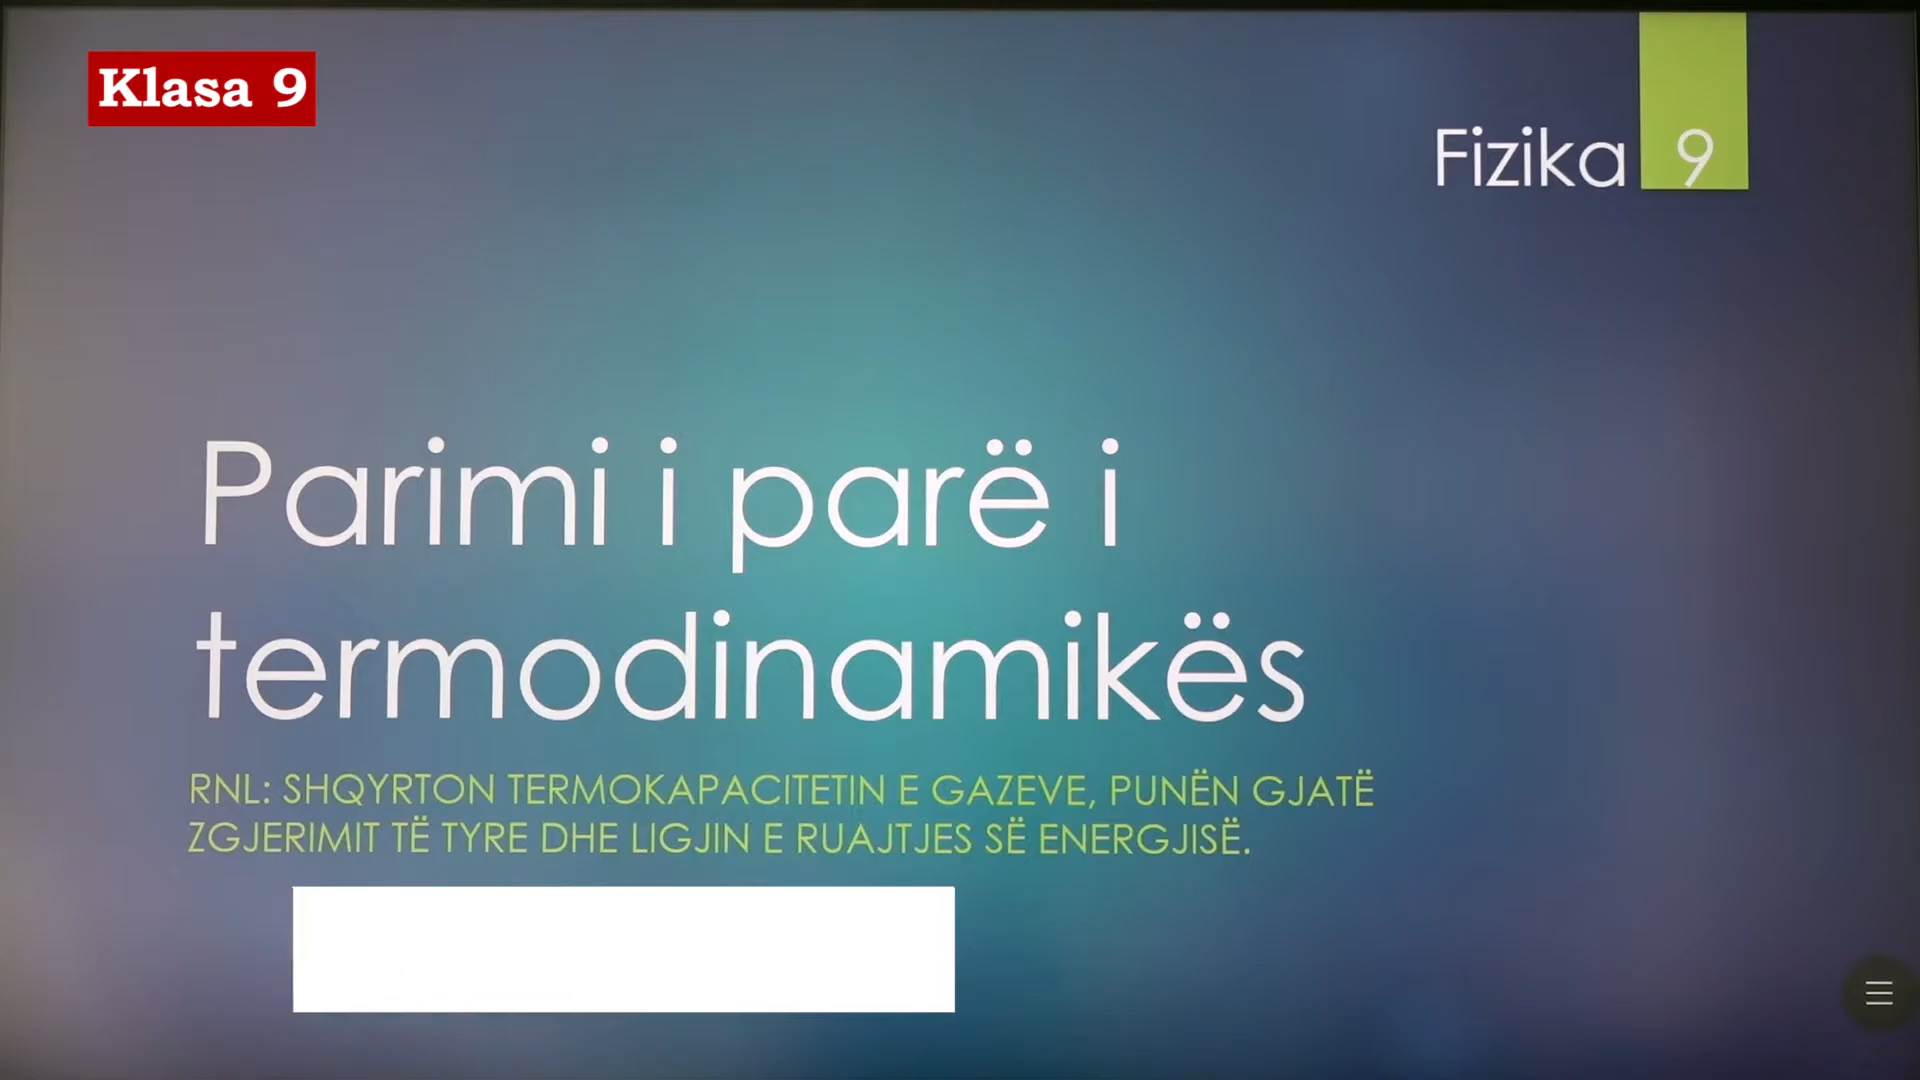 Klasa 9
Fizika 9
Parimi i parë i
termodinamikës
RNL: SHQYRTON TERMOKAPACITETIN E GAZEVE, PUNËN GJATË
ZGJERIMIT TË TYRE DHE LIGJIN E RUAJTJES SË ENERGJISË.